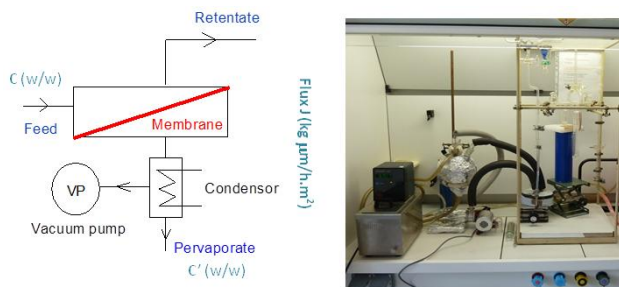 Retentate
C (w/w)
Feed
Membrane
VP
Condensor
Vacuum pump
Pervaporate
C' (w/w)
Flux J (kg μm/h.m²)